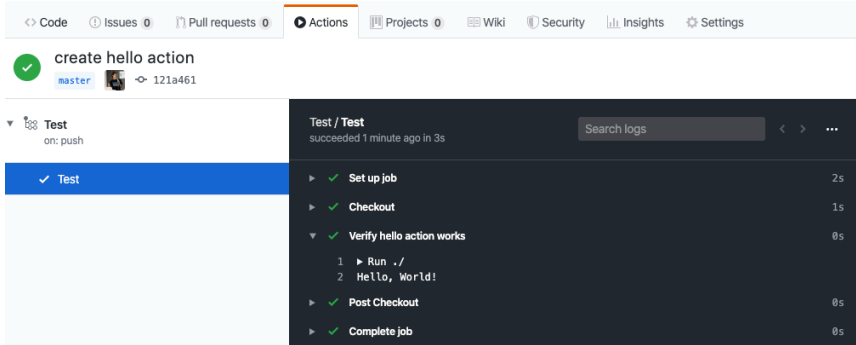 Code Issues 0 Pull requests 0 Actions Projects 0 Wiki Security Insights Settings
create hello action
master 121a461
Test
on: push
Test
Test / Test
succeeded 1 minute ago in 3s
Search logs
Set up job 2s
Checkout 1s
Verify hello action works 0s
1 Run ./
2 Hello, World!
Post Checkout 0s
Complete job 0s